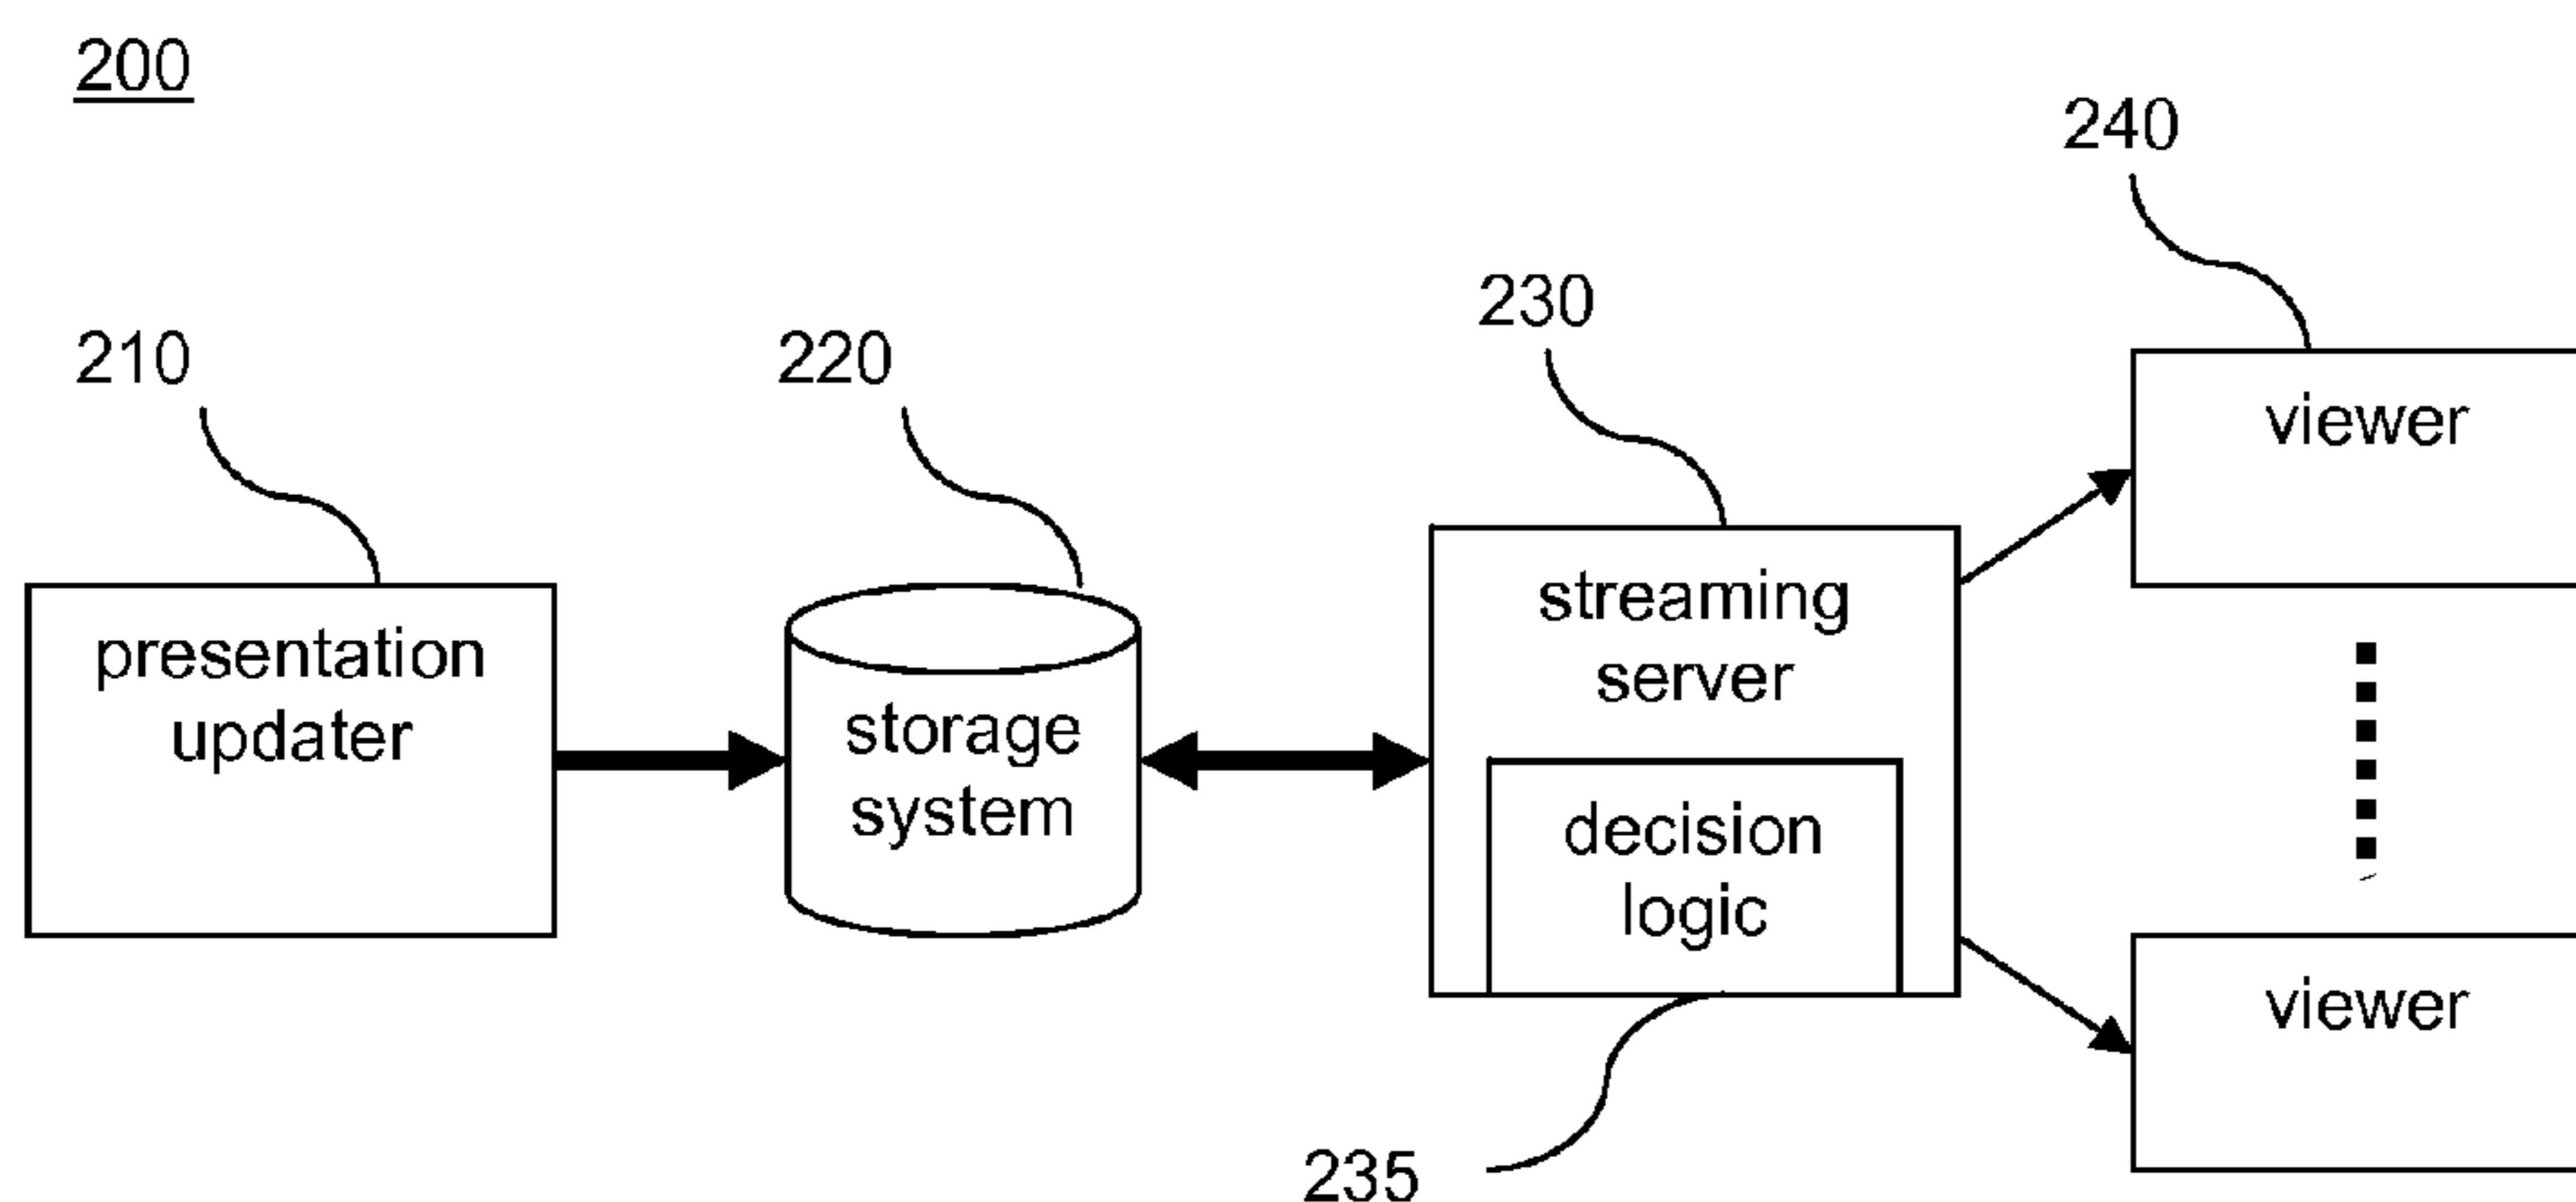 200
240
230
210
220
viewer
streaming
server
presentation
updater
storage
system
decision
logic
viewer
235